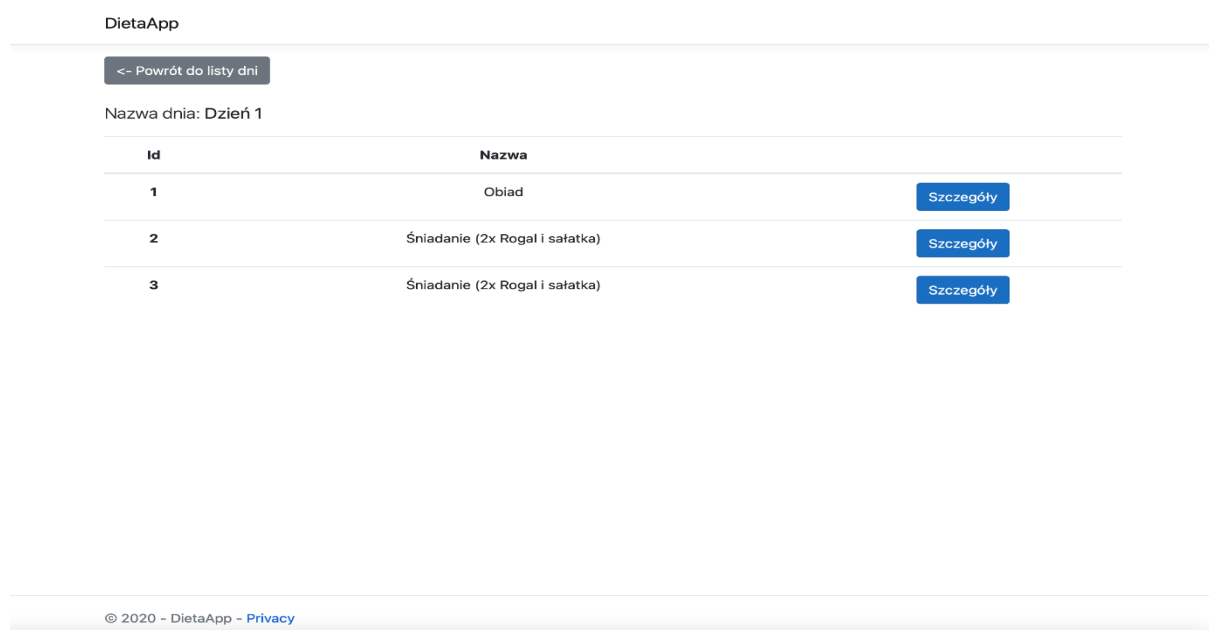 DietaApp
<- Powrót do listy dni
Nazwa dnia: Dzień 1
Id Nazwa
1 Obiad Szczegóły
2 Śniadanie (2x Rogal i sałatka) Szczegóły
3 Śniadanie (2x Rogal i sałatka) Szczegóły
© 2020 - DietaApp - Privacy